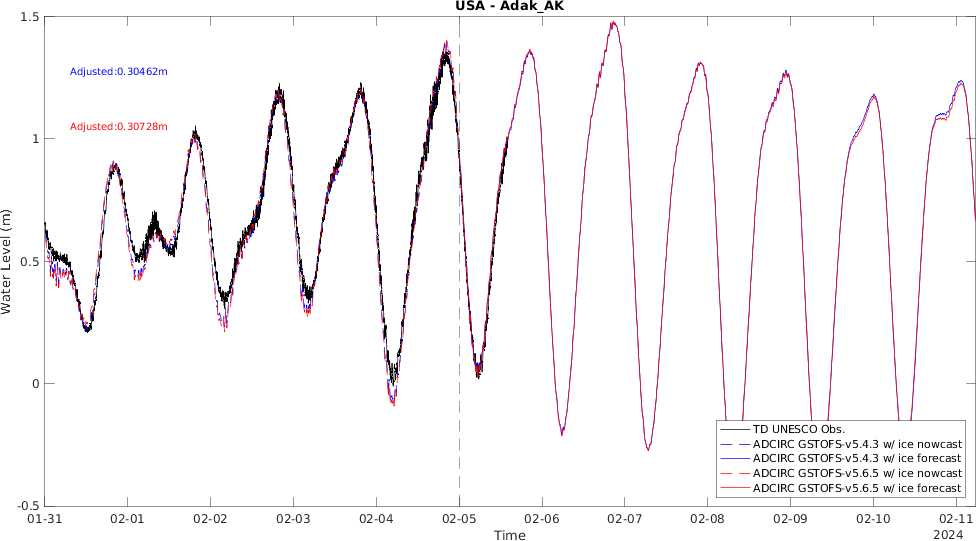 USA - Adak_AK
1.5
Adjusted:0.30462m
Adjusted:0.30728m
1
0.5
0
-0.5
Water Level (m)
TD UNESCO Obs.
ADCIRC GSTOFS-v5.4.3 w/ ice nowcast
ADCIRC GSTOFS-v5.4.3 w/ ice forecast
ADCIRC GSTOFS-v5.6.5 w/ ice nowcast
ADCIRC GSTOFS-v5.6.5 w/ ice forecast
01-31 02-01 02-02 02-03 02-04 02-05 02-06 02-07 02-08 02-09 02-10 02-11
Time
2024